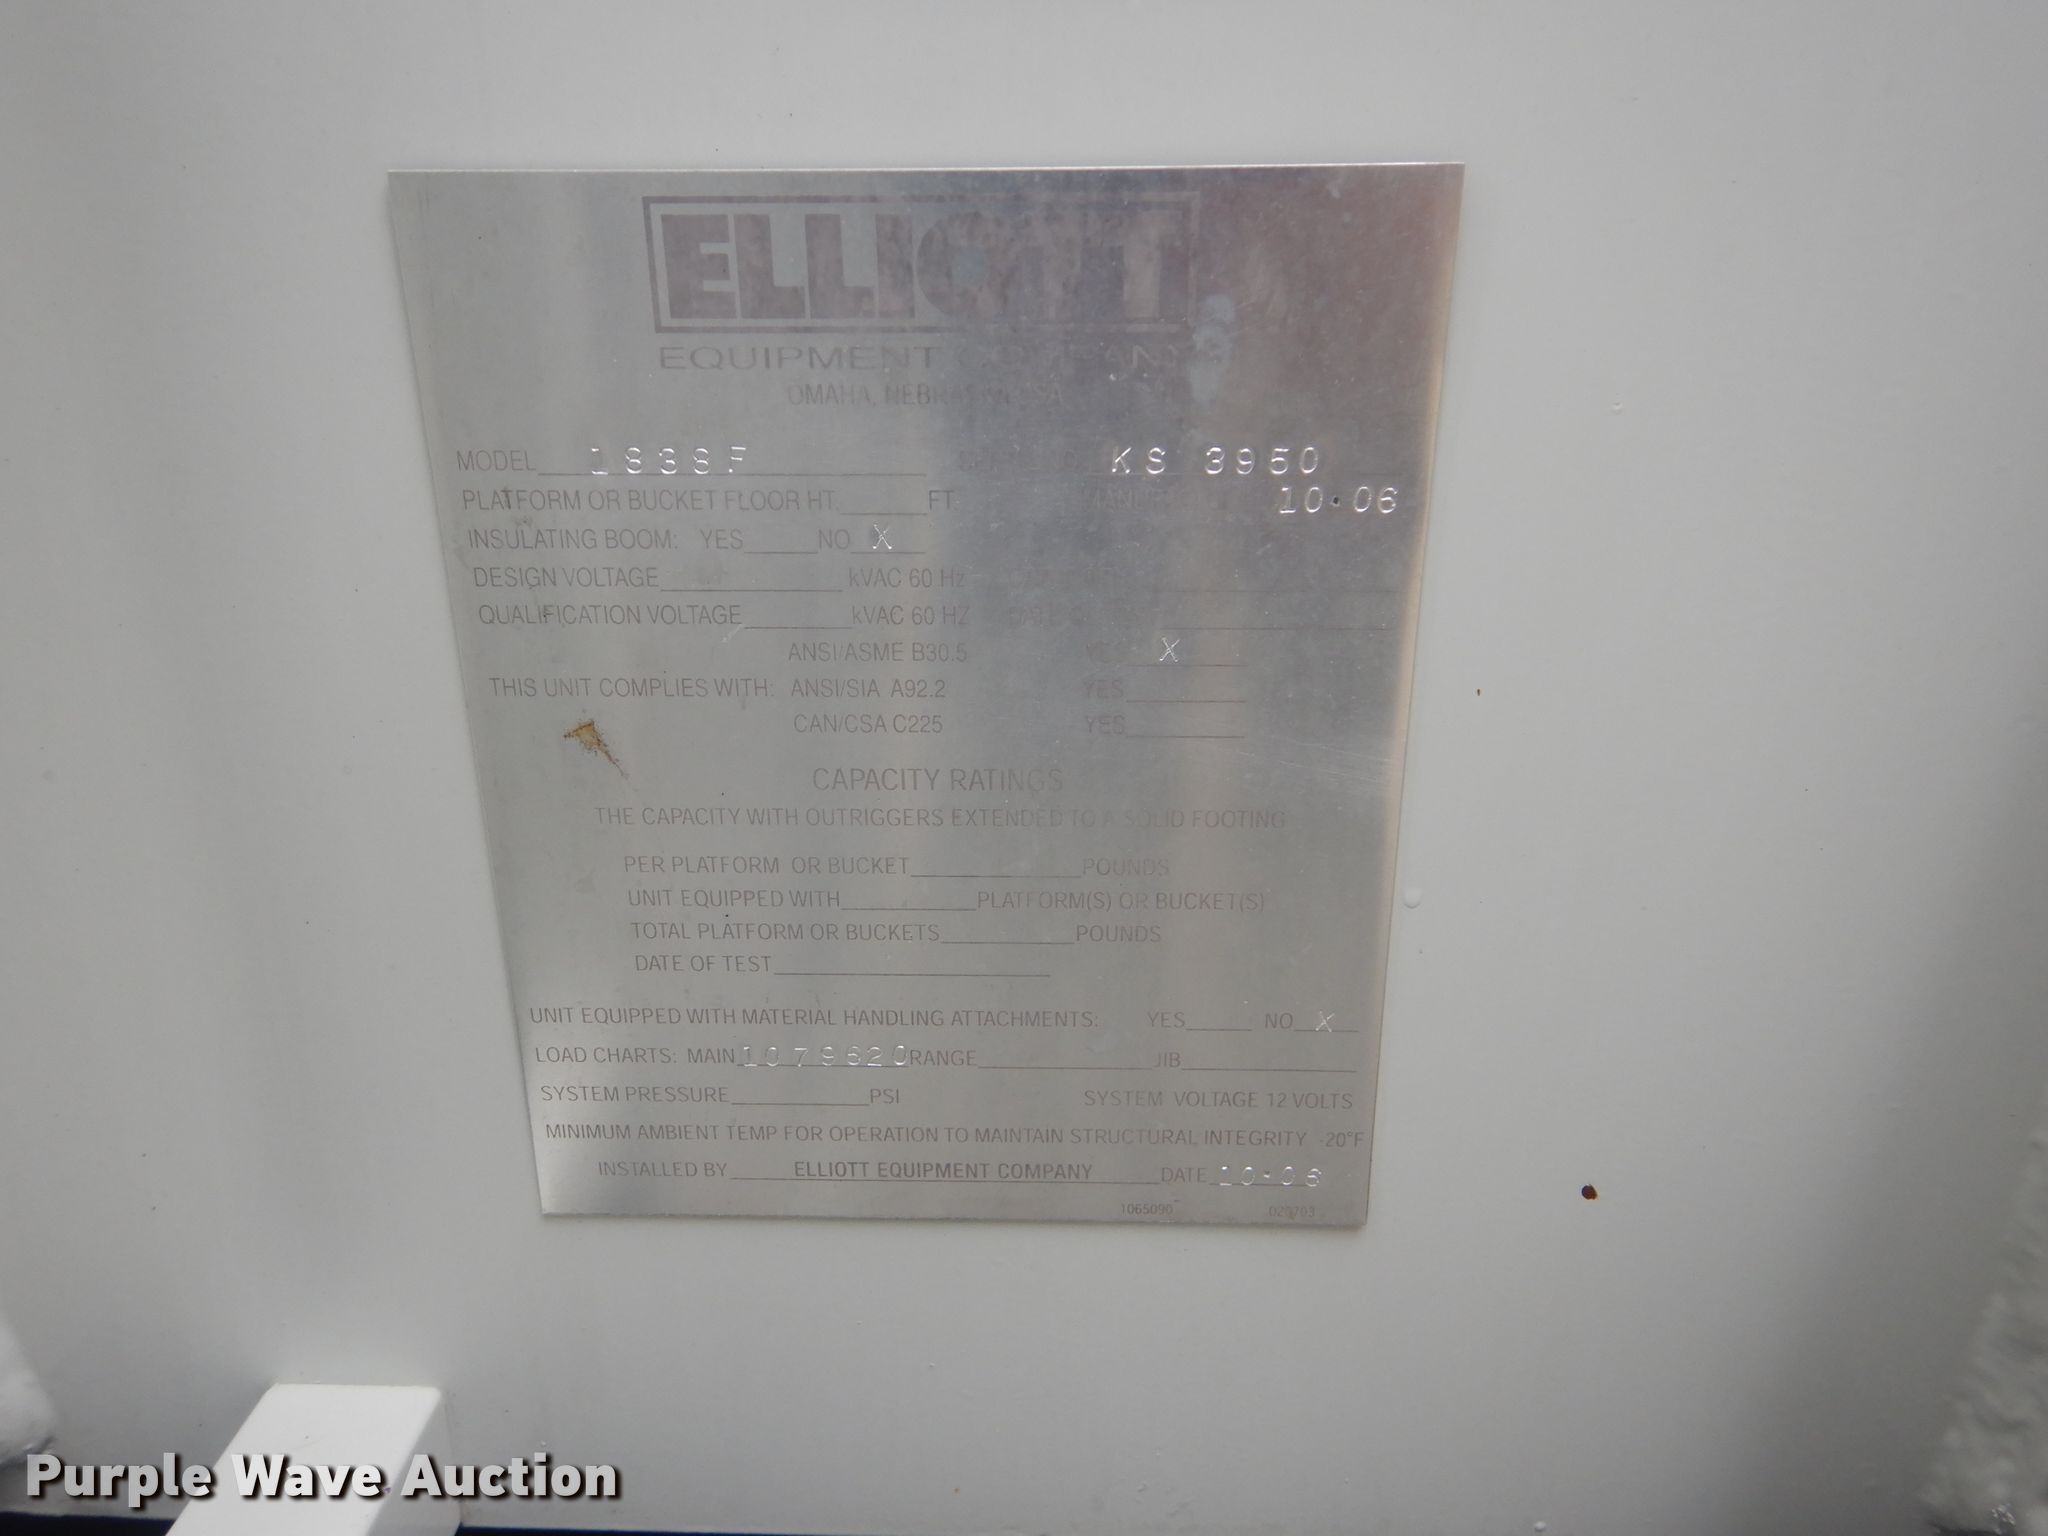 ELLIOTT
EQUIPMENT COMPANY
OMAHA, NEBRASKA USA
MODEL 1838F KS 3950
PLATFORM OR BUCKET FLOOR HT. FT. 10-06
INSULATING BOOM: YES NO X
DESIGN VOLTAGE kVAC 60 Hz
QUALIFICATION VOLTAGE kVAC 60 HZ
ANSI/ASME B30.5 YES X
THIS UNIT COMPLIES WITH: ANSI/SIA A92.2 YES
CAN/CSA C225 YES
CAPACITY RATINGS
THE CAPACITY WITH OUTRIGGERS EXTENDED TO A SOLID FOOTING
PER PLATFORM OR BUCKET POUNDS
UNIT EQUIPPED WITH PLATFORM(S) OR BUCKET(S)
TOTAL PLATFORM OR BUCKETS POUNDS
DATE OF TEST
UNIT EQUIPPED WITH MATERIAL HANDLING ATTACHMENTS: YES NO X
LOAD CHARTS: MAIN 1079620 RANGE JIB
SYSTEM PRESSURE PSI SYSTEM VOLTAGE 12 VOLTS
MINIMUM AMBIENT TEMP FOR OPERATION TO MAINTAIN STRUCTURAL INTEGRITY -20°F
INSTALLED BY ELLIOTT EQUIPMENT COMPANY DATE 10-06
1065090 020703
Purple Wave Auction